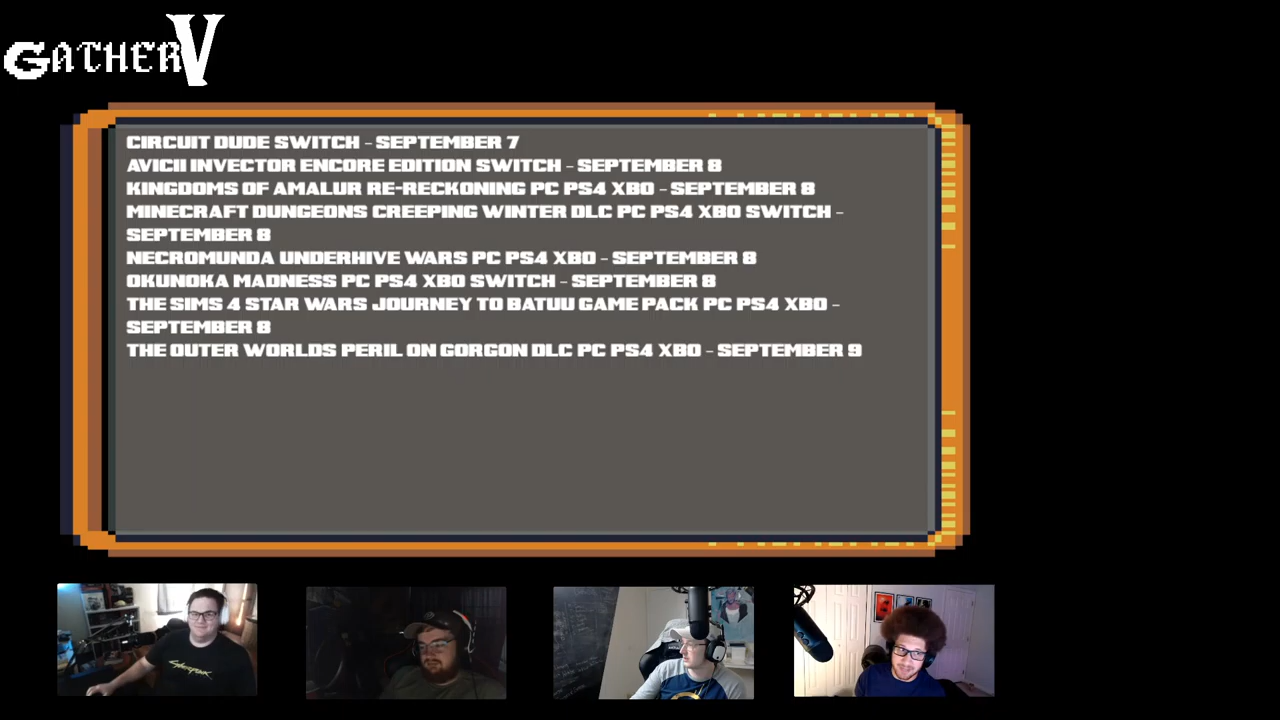 GATHERV
CIRCUIT DUDE SWITCH - SEPTEMBER 7
AVICII INVECTOR ENCORE EDITION SWITCH - SEPTEMBER 8
KINGDOMS OF AMALUR RE-RECKONING PC PS4 XBO - SEPTEMBER 8
MINECRAFT DUNGEONS CREEPING WINTER DLC PC PS4 XBO SWITCH -
SEPTEMBER 8
NECROMUNDA UNDERHIVE WARS PC PS4 XBO - SEPTEMBER 8
OKUNOKA MADNESS PC PS4 XBO SWITCH - SEPTEMBER 8
THE SIMS 4 STAR WARS JOURNEY TO BATUU GAME PACK PC PS4 XBO -
SEPTEMBER 8
THE OUTER WORLDS PERIL ON GORGON DLC PC PS4 XBO - SEPTEMBER 9
CYBERPUNK